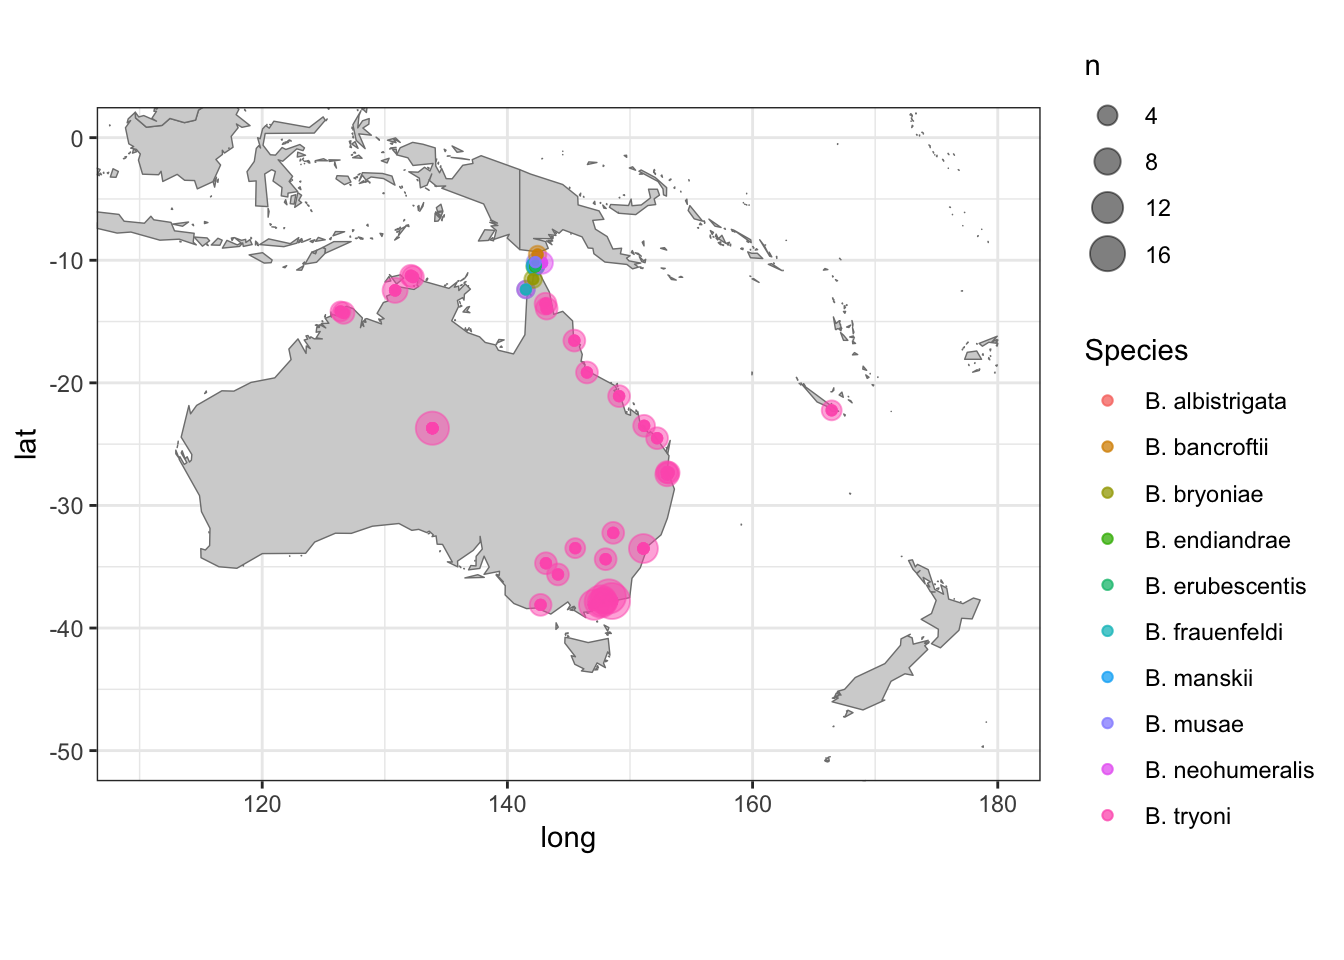 n
4
8
12
16
Species
B. albistrigata
B. bancroftii
B. bryoniae
B. endiandrae
B. erubescentis
B. frauenfeldi
B. manskii
B. musae
B. neohumeralis
B. tryoni
lat
0
-10
-20
-30
-40
-50
120
140
160
180
long